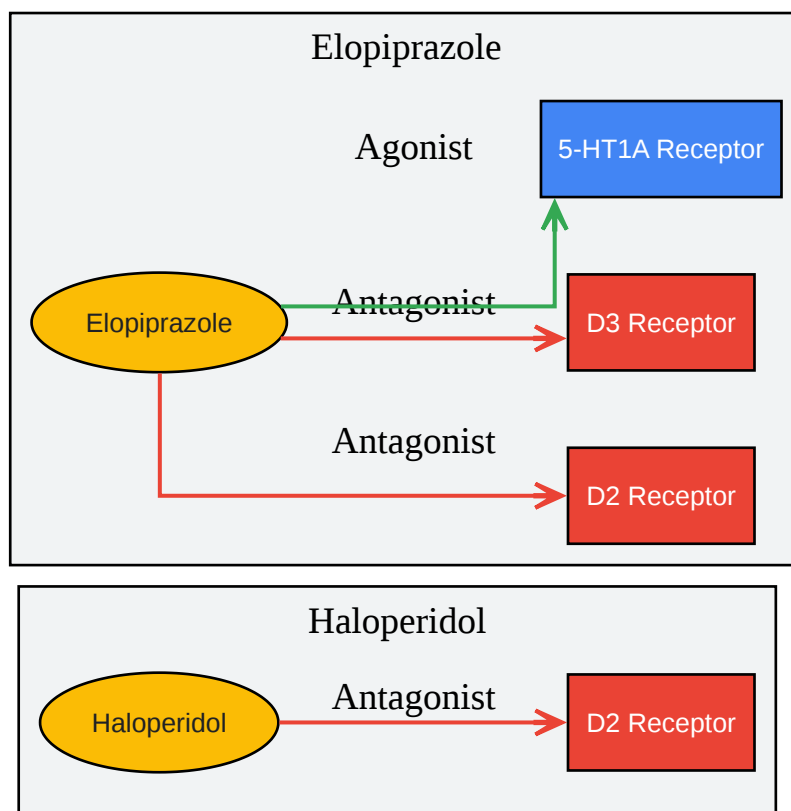 Elopiprazole
Agonist
5-HT1A Receptor
Antagonist
Elopiprazole
D3 Receptor
Antagonist
D2 Receptor
Haloperidol
Antagonist
Haloperidol
D2 Receptor